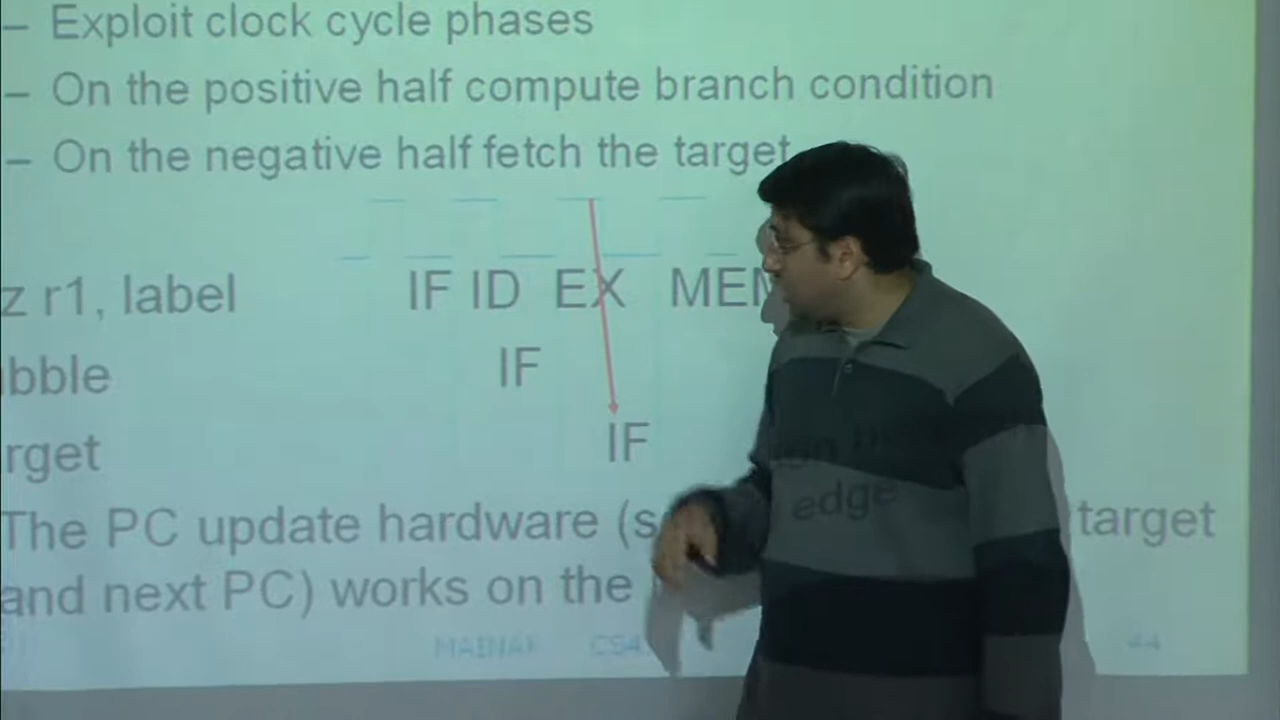 – Exploit clock cycle phases
– On the positive half compute branch condition
– On the negative half fetch the target
z r1, label IF ID EX MEM
bble IF
rget IF
The PC update hardware (s target
edge
and next PC) works on the
MAINAK CS4
44